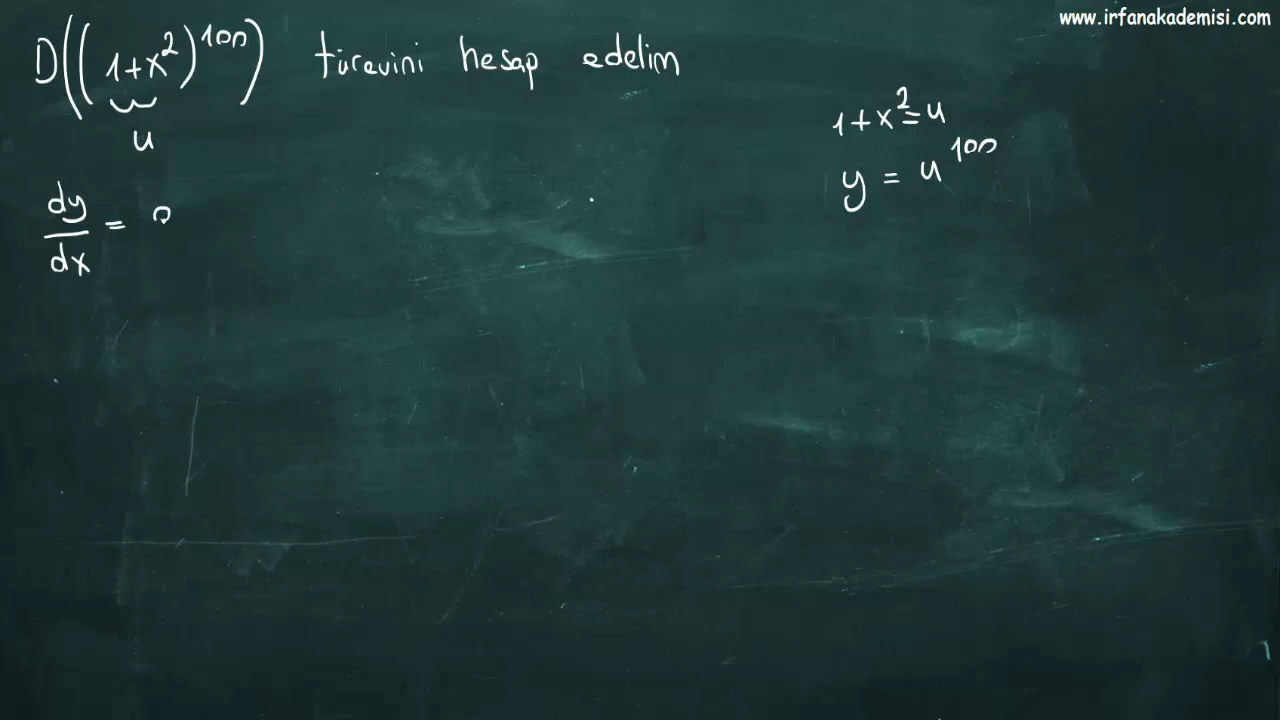 www.irfanakademisi.com
D((1+x²)¹⁰⁰) türevini hesap edelim
u
1+x²=u
y = u¹⁰⁰
dy/dx =